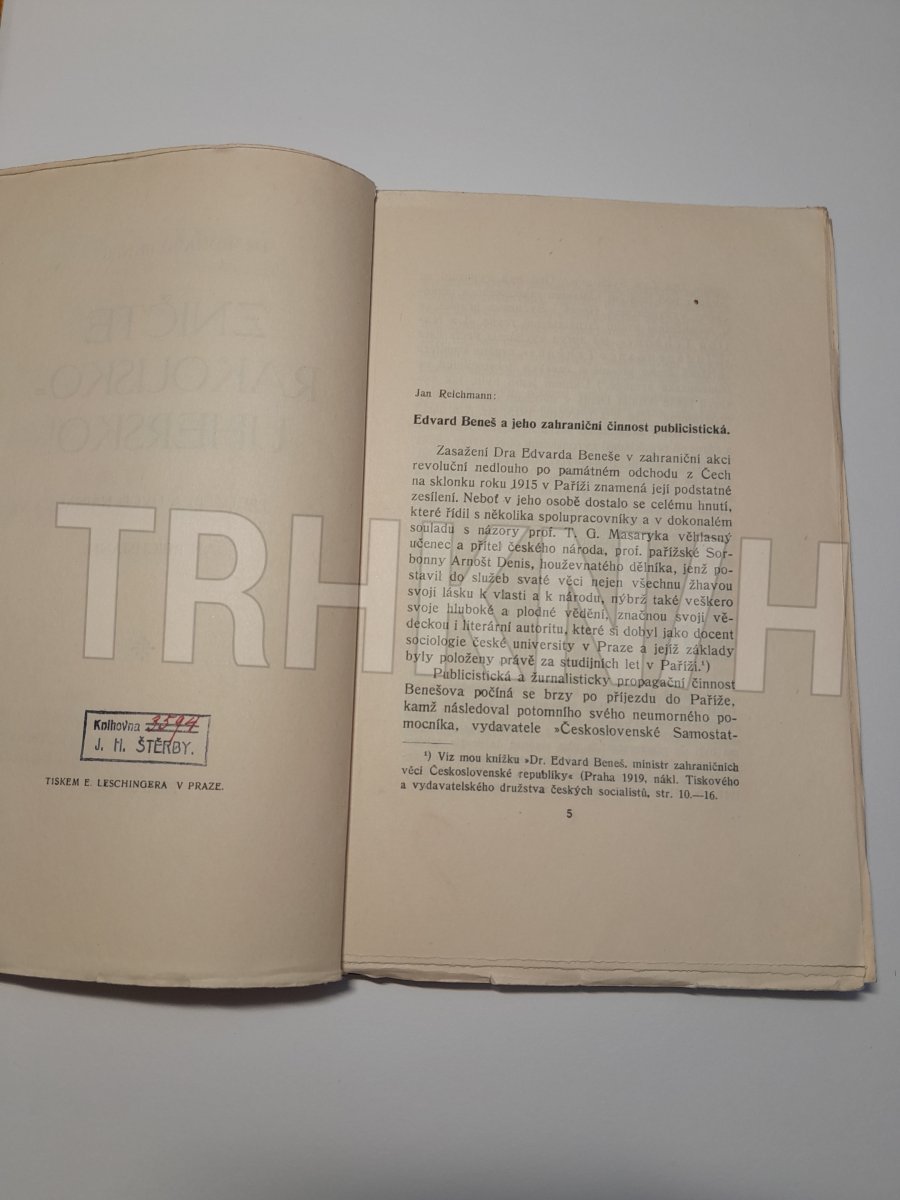 Knihovna 3594
J. H. ŠTĚRBY.
TISKEM E. LESCHINGERA V PRAZE.
Jan Reichmann:
Edvard Beneš a jeho zahraniční činnost publicistická.
Zasažení Dra Edvarda Beneše v zahraniční akci
revoluční nedlouho po památném odchodu z Čech
na sklonku roku 1915 v Paříži znamená její podstatné
zesílení. Neboť v jeho osobě dostalo se celému hnutí,
které řídil s několika spolupracovníky a v dokonalém
souladu s názory prof. T. G. Masaryka věhlasný
učenec a přítel českého národa, prof. pařížské Sor-
bonny Arnošt Denis, houževnatého dělníka, jenž po-
stavil do služeb svaté věci nejen všechnu žhavou
svoji lásku k vlasti a k národu, nýbrž také veškero
svoje hluboké a plodné vědění, značnou svoji vě-
deckou i literární autoritu, které si dobyl jako docent
sociologie české university v Praze a jejíž základy
byly položeny právě za studijních let v Paříži.¹)
Publicistická a žurnalisticky propagační činnost
Benešova počíná se brzy po příjezdu do Paříže,
kamž následoval potomního svého neumorného po-
mocníka, vydavatele »Československé Samostat-
¹) Viz mou knížku »Dr. Edvard Beneš, ministr zahraničních
věcí Československé republiky« (Praha 1919, nákl. Tiskového
a vydavatelského družstva českých socialistů, str. 10.—16.
5
ZNIČTE
RAKOUSKO-
UHERSKO!
TRH KNIH